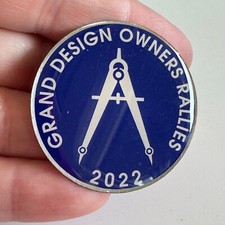 GRAND DESIGN OWNERS RALLIES
2022